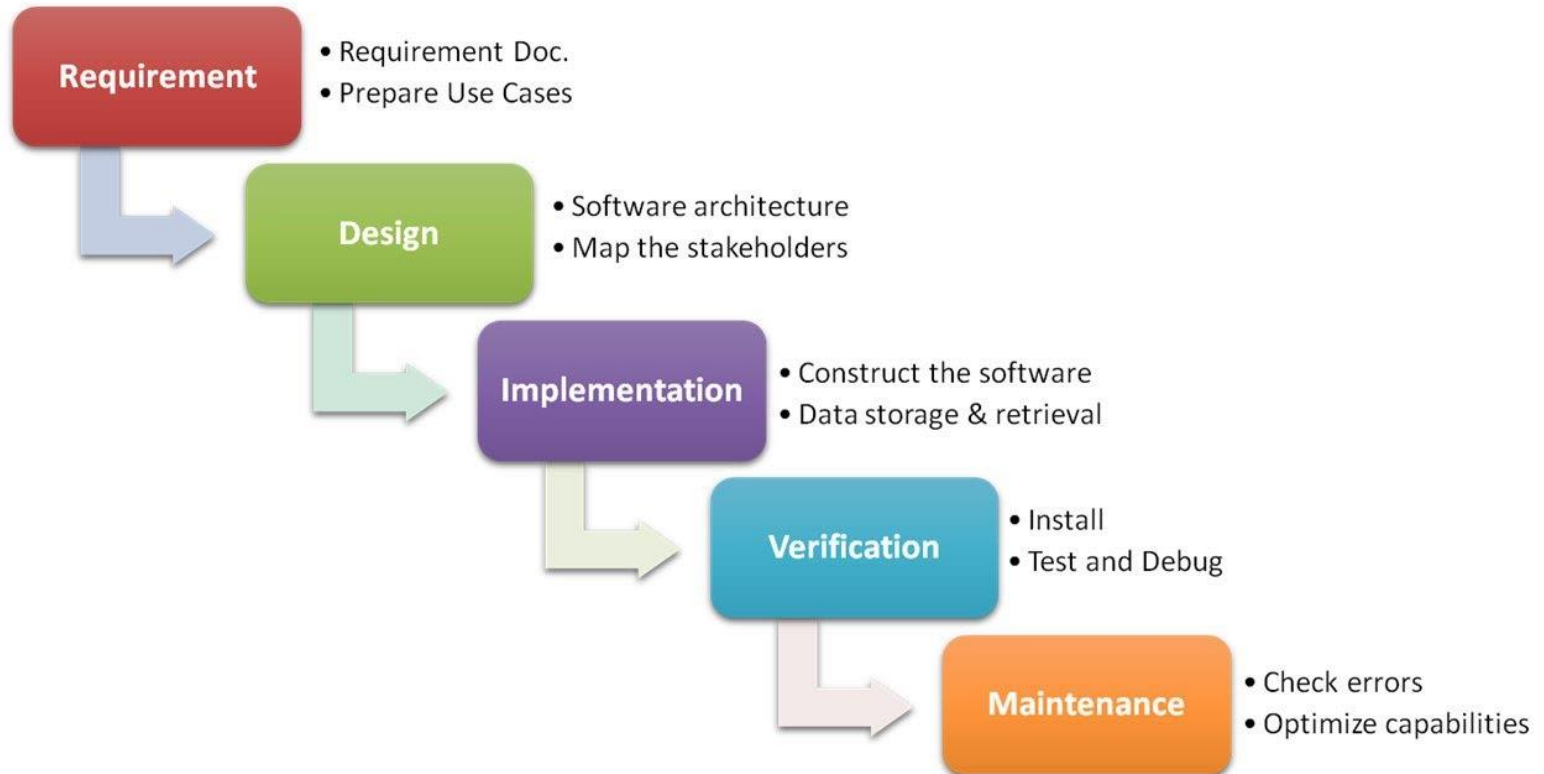 Requirement
• Requirement Doc.
• Prepare Use Cases
Design
• Software architecture
• Map the stakeholders
Implementation
• Construct the software
• Data storage & retrieval
Verification
• Install
• Test and Debug
Maintenance
• Check errors
• Optimize capabilities